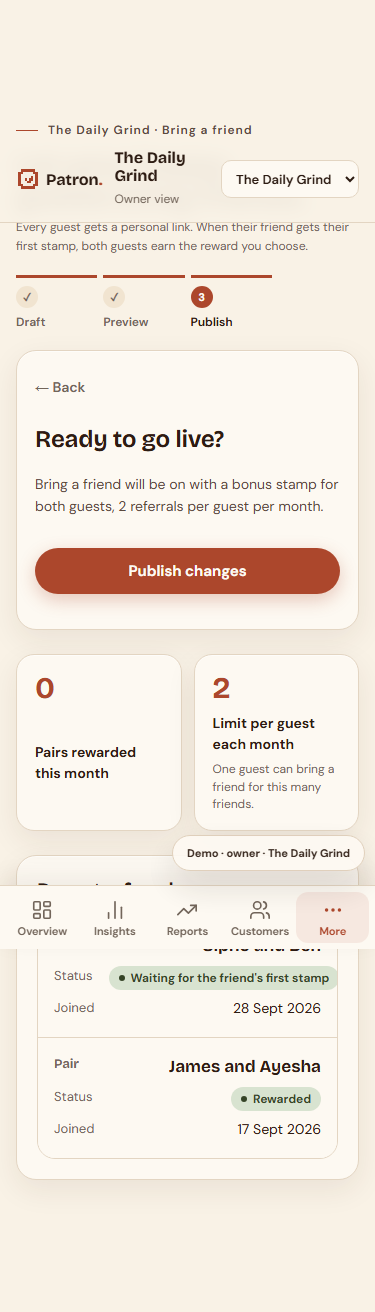 The Daily Grind · Bring a friend
Patron.
The Daily Grind
Owner view
The Daily Grind
Every guest gets a personal link. When their friend gets their
first stamp, both guests earn the reward you choose.
✓
✓
3
Draft
Preview
Publish
← Back
Ready to go live?
Bring a friend will be on with a bonus stamp for
both guests, 2 referrals per guest per month.
Publish changes
0
Pairs rewarded
this month
2
Limit per guest
each month
One guest can bring a
friend for this many
friends.
Demo · owner · The Daily Grind
Overview
Insights
Reports
Customers
More
Status
Waiting for the friend's first stamp
Joined
28 Sept 2026
Pair
James and Ayesha
Status
Rewarded
Joined
17 Sept 2026